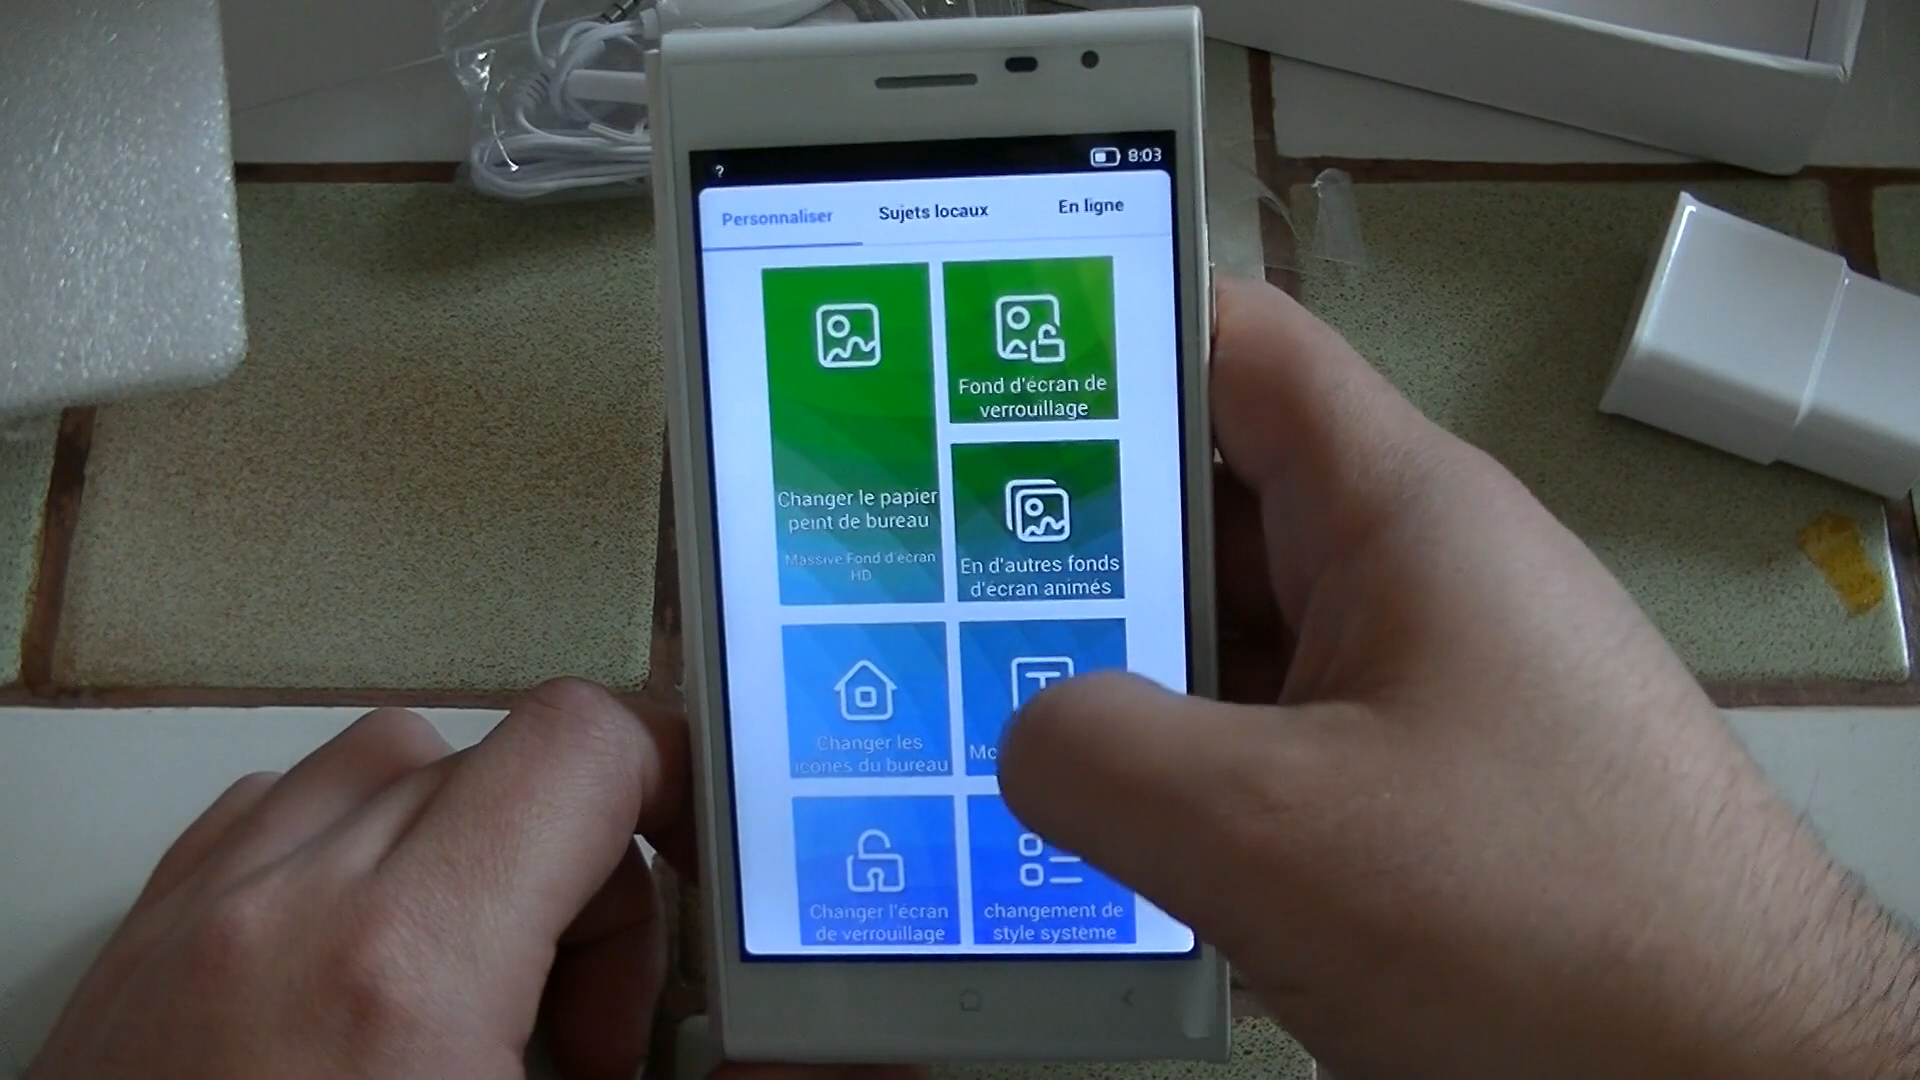 ?
8:03
Personnaliser
Sujets locaux
En ligne
Changer le papier
peint de bureau
Massive Fond d'écran
HD
Fond d'écran de
verrouillage
En d'autres fonds
d'écran animés
Changer les
icones du bureau
Changer l'écran
de verrouillage
changement de
style système